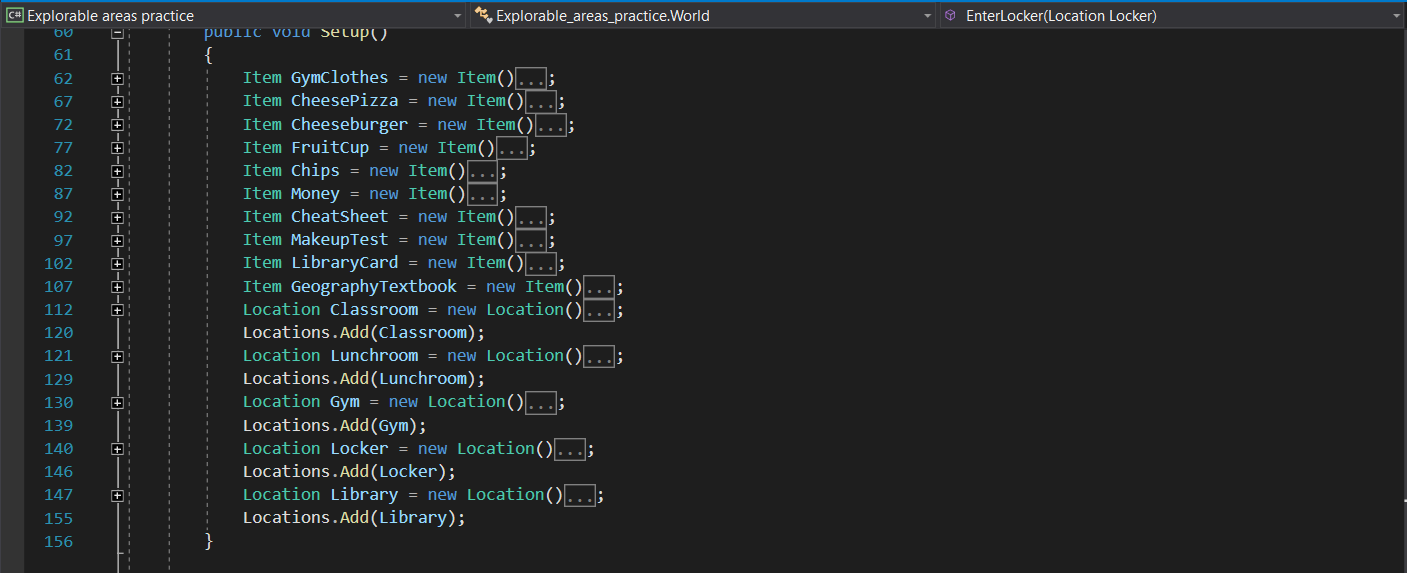 C# Explorable areas practice Explorable_areas_practice.World EnterLocker(Location Locker)
60 public void Setup()
61 {
62 Item GymClothes = new Item()...;
67 Item CheesePizza = new Item()...;
72 Item Cheeseburger = new Item()...;
77 Item FruitCup = new Item()...;
82 Item Chips = new Item()...;
87 Item Money = new Item()...;
92 Item CheatSheet = new Item()...;
97 Item MakeupTest = new Item()...;
102 Item LibraryCard = new Item()...;
107 Item GeographyTextbook = new Item()...;
112 Location Classroom = new Location()...;
120 Locations.Add(Classroom);
121 Location Lunchroom = new Location()...;
129 Locations.Add(Lunchroom);
130 Location Gym = new Location()...;
139 Locations.Add(Gym);
140 Location Locker = new Location()...;
146 Locations.Add(Locker);
147 Location Library = new Location()...;
155 Locations.Add(Library);
156 }